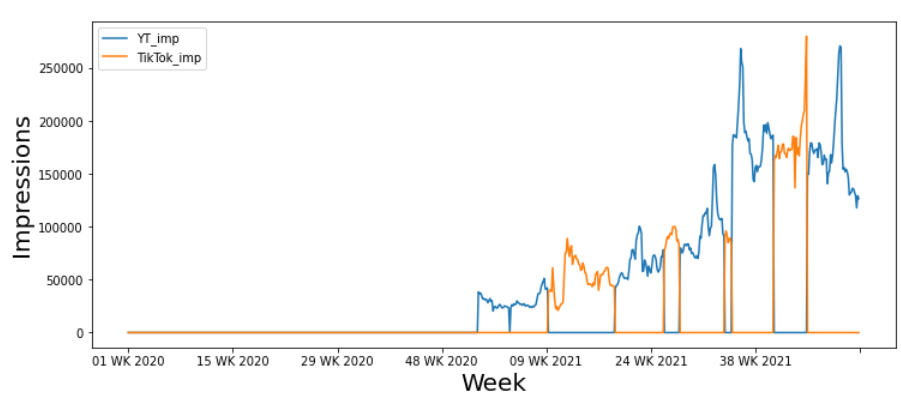 YT_imp
TikTok_imp
250000
200000
150000
100000
50000
0
Impressions
01 WK 2020 15 WK 2020 29 WK 2020 48 WK 2020 09 WK 2021 24 WK 2021 38 WK 2021
Week